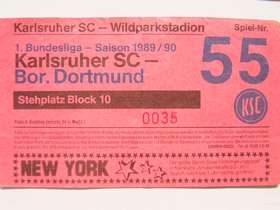 Karlsruher SC – Wildparkstadion Spiel-Nr.
1. Bundesliga – Saison 1989/90
Karlsruher SC –
Bor. Dortmund
55
Stehplatz Block 10
KSC
0035
NEW YORK